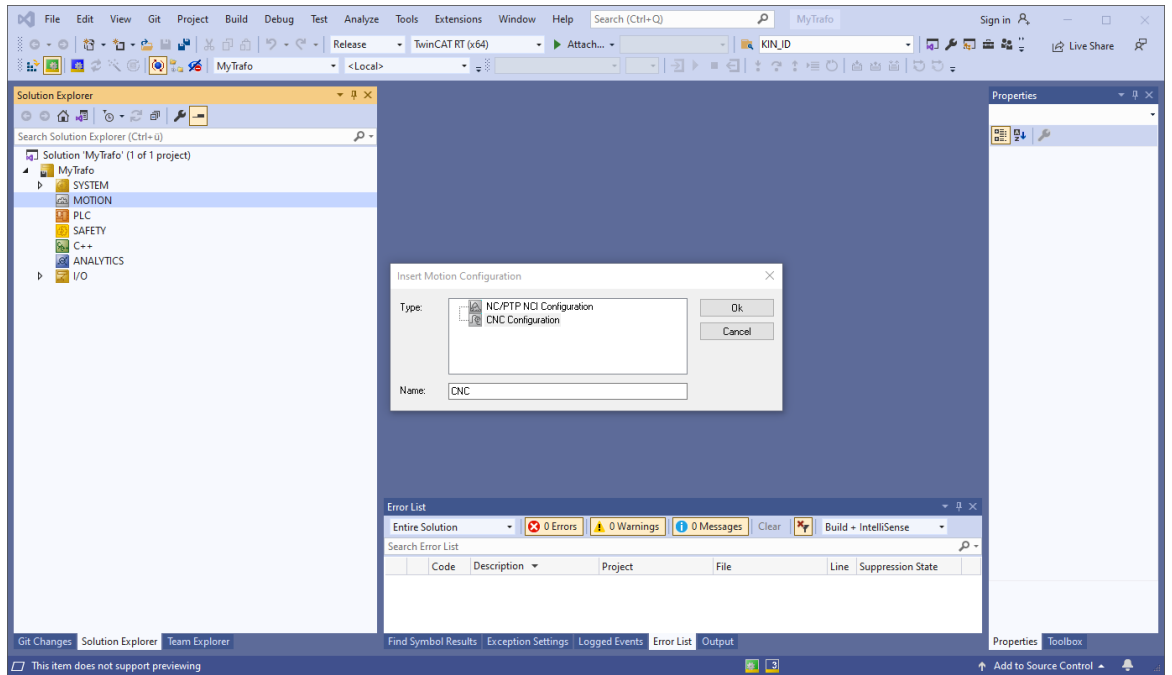 File Edit View Git Project Build Debug Test Analyze Tools Extensions Window Help Search (Ctrl+Q) MyTrafo Sign in
Release TwinCAT RT (x64) Attach... KIN_ID Live Share
MyTrafo <Local>
Solution Explorer
Search Solution Explorer (Ctrl+ü)
Solution 'MyTrafo' (1 of 1 project)
MyTrafo
SYSTEM
MOTION
PLC
SAFETY
C++
ANALYTICS
I/O
Insert Motion Configuration
Type:
NC/PTP NCI Configuration
CNC Configuration
Ok
Cancel
Name:
CNC
Properties
Error List
Entire Solution 0 Errors 0 Warnings 0 Messages Clear Build + IntelliSense
Search Error List
Code Description Project File Line Suppression State
Git Changes Solution Explorer Team Explorer
Find Symbol Results Exception Settings Logged Events Error List Output
Properties Toolbox
This item does not support previewing 3 Add to Source Control